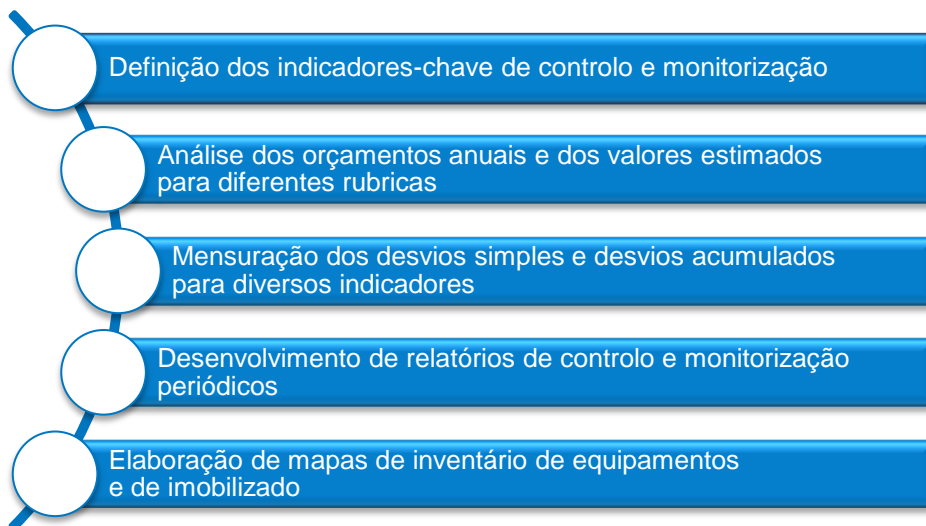 Definição dos indicadores-chave de controlo e monitorização
Análise dos orçamentos anuais e dos valores estimados
para diferentes rubricas
Mensuração dos desvios simples e desvios acumulados
para diversos indicadores
Desenvolvimento de relatórios de controlo e monitorização
periódicos
Elaboração de mapas de inventário de equipamentos
e de imobilizado